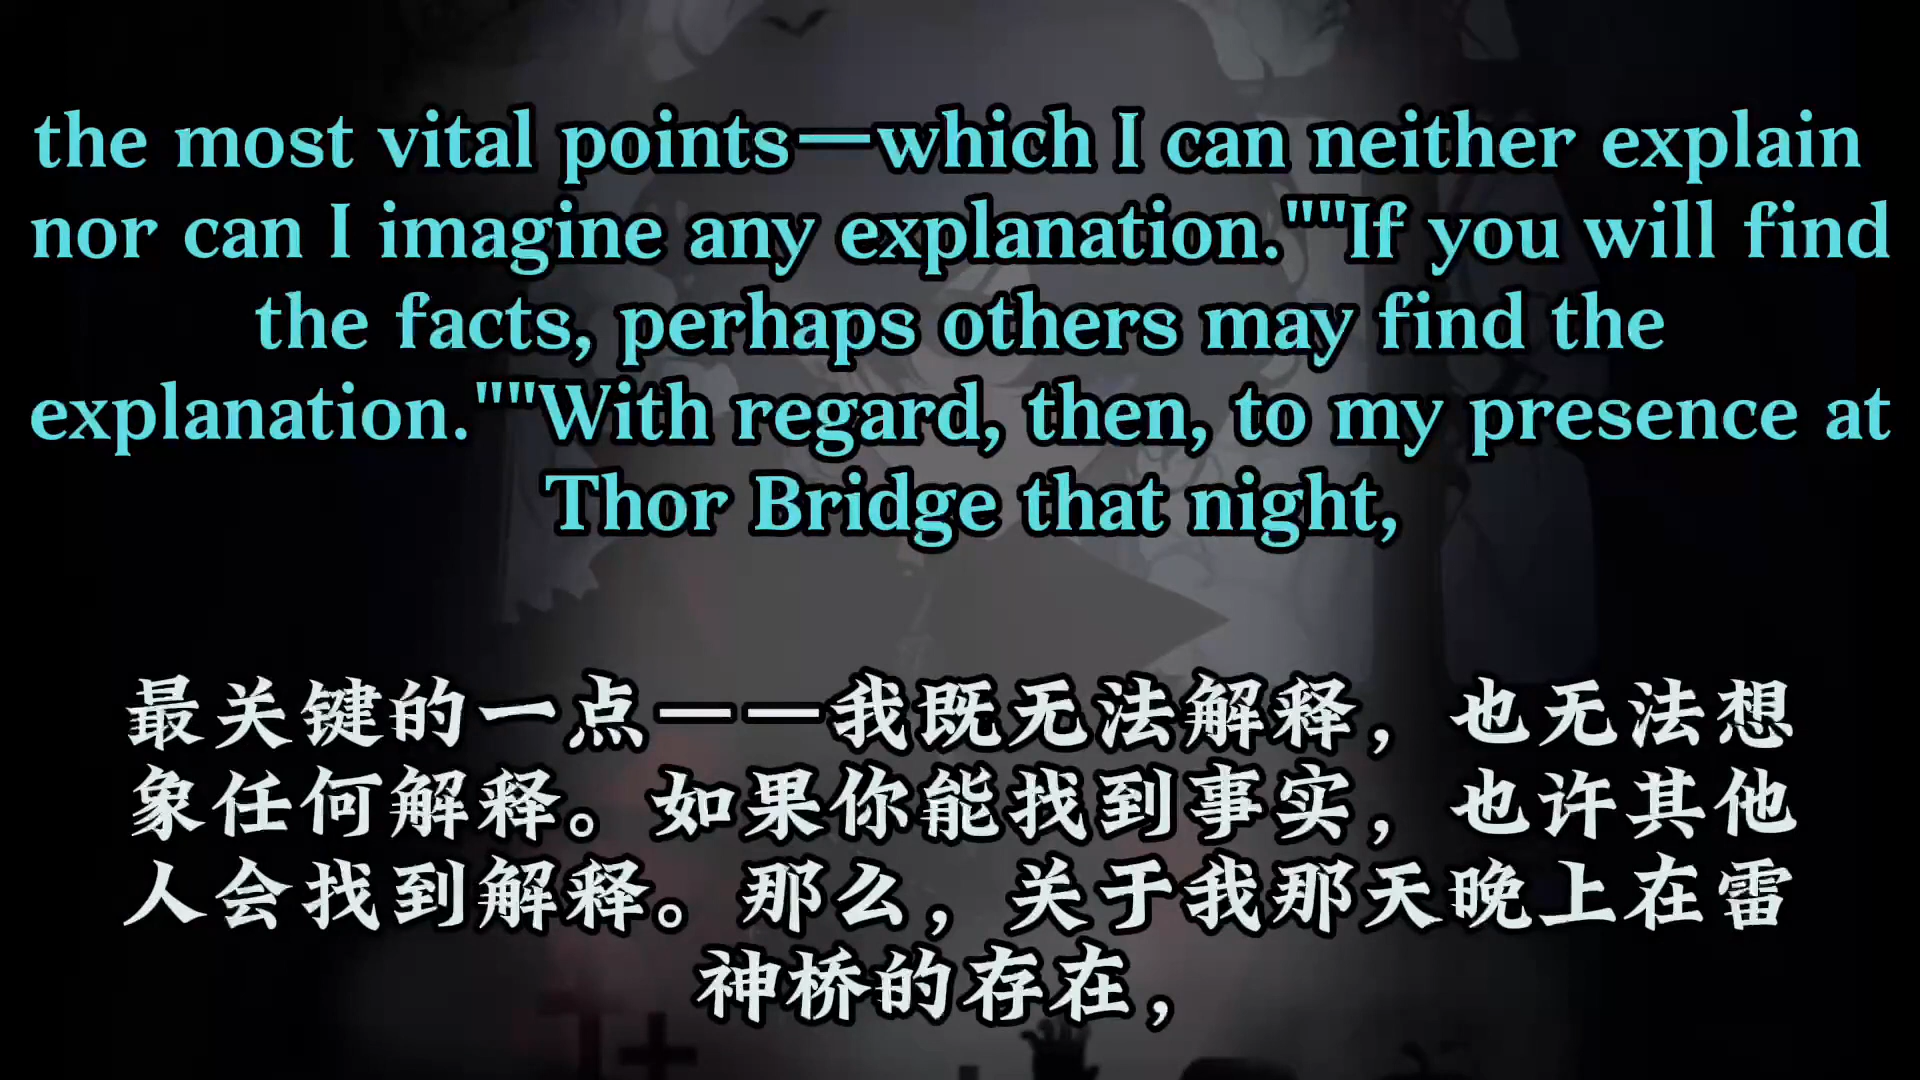 the most vital points—which I can neither explain
nor can I imagine any explanation.""If you will find
the facts, perhaps others may find the
explanation.""With regard, then, to my presence at
Thor Bridge that night,
最关键的一点——我既无法解释，也无法想
象任何解释。如果你能找到事实，也许其他
人会找到解释。那么，关于我那天晚上在雷
神桥的存在，